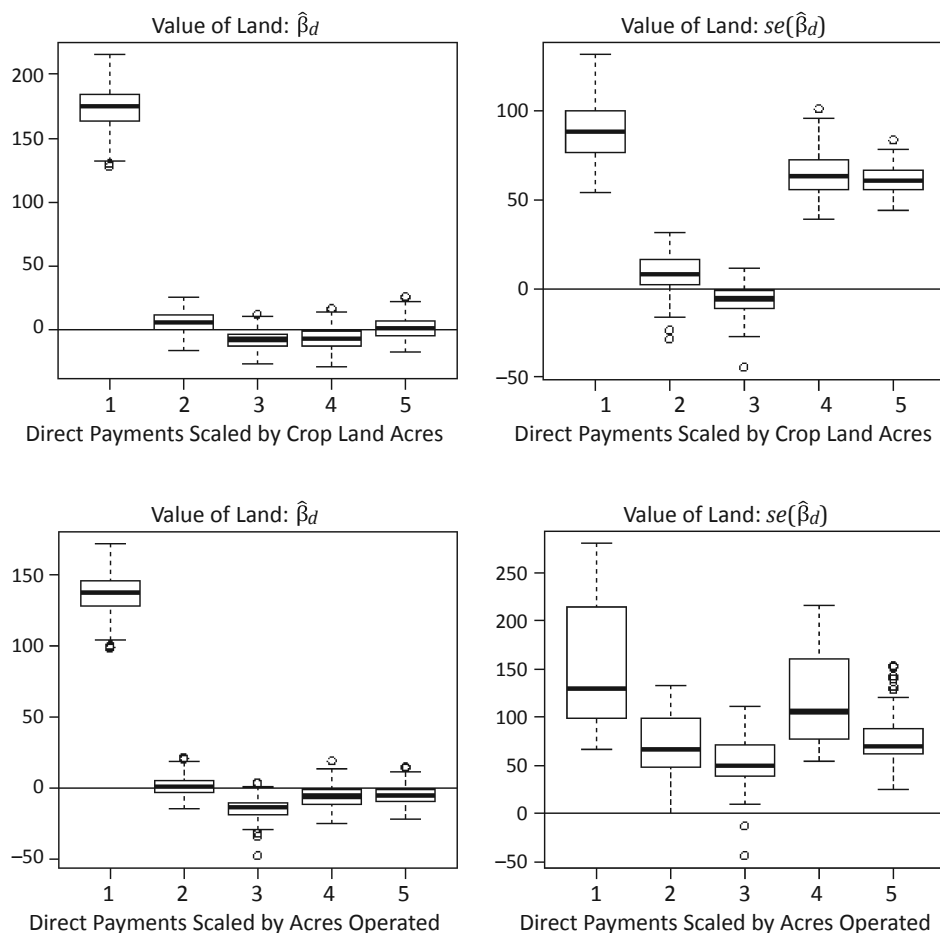 Value of Land: β̂d
200
150
100
50
0
1 2 3 4 5
Direct Payments Scaled by Crop Land Acres
Value of Land: se(β̂d)
100
50
0
–50
1 2 3 4 5
Direct Payments Scaled by Crop Land Acres
Value of Land: β̂d
150
100
50
0
–50
1 2 3 4 5
Direct Payments Scaled by Acres Operated
Value of Land: se(β̂d)
250
200
150
100
50
0
–50
1 2 3 4 5
Direct Payments Scaled by Acres Operated